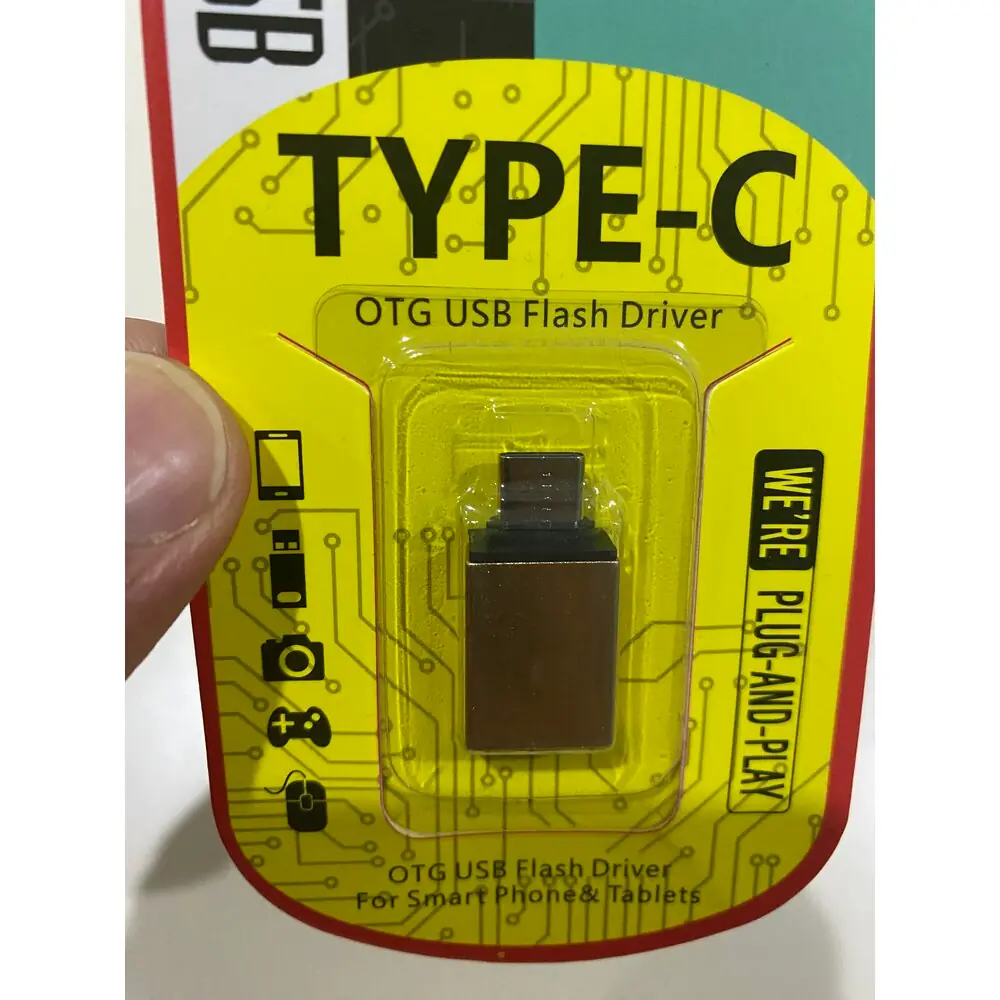 TYPE-C
OTG USB Flash Driver
WE'RE PLUG-AND-PLAY
OTG USB Flash Driver
For Smart Phone& Tablets